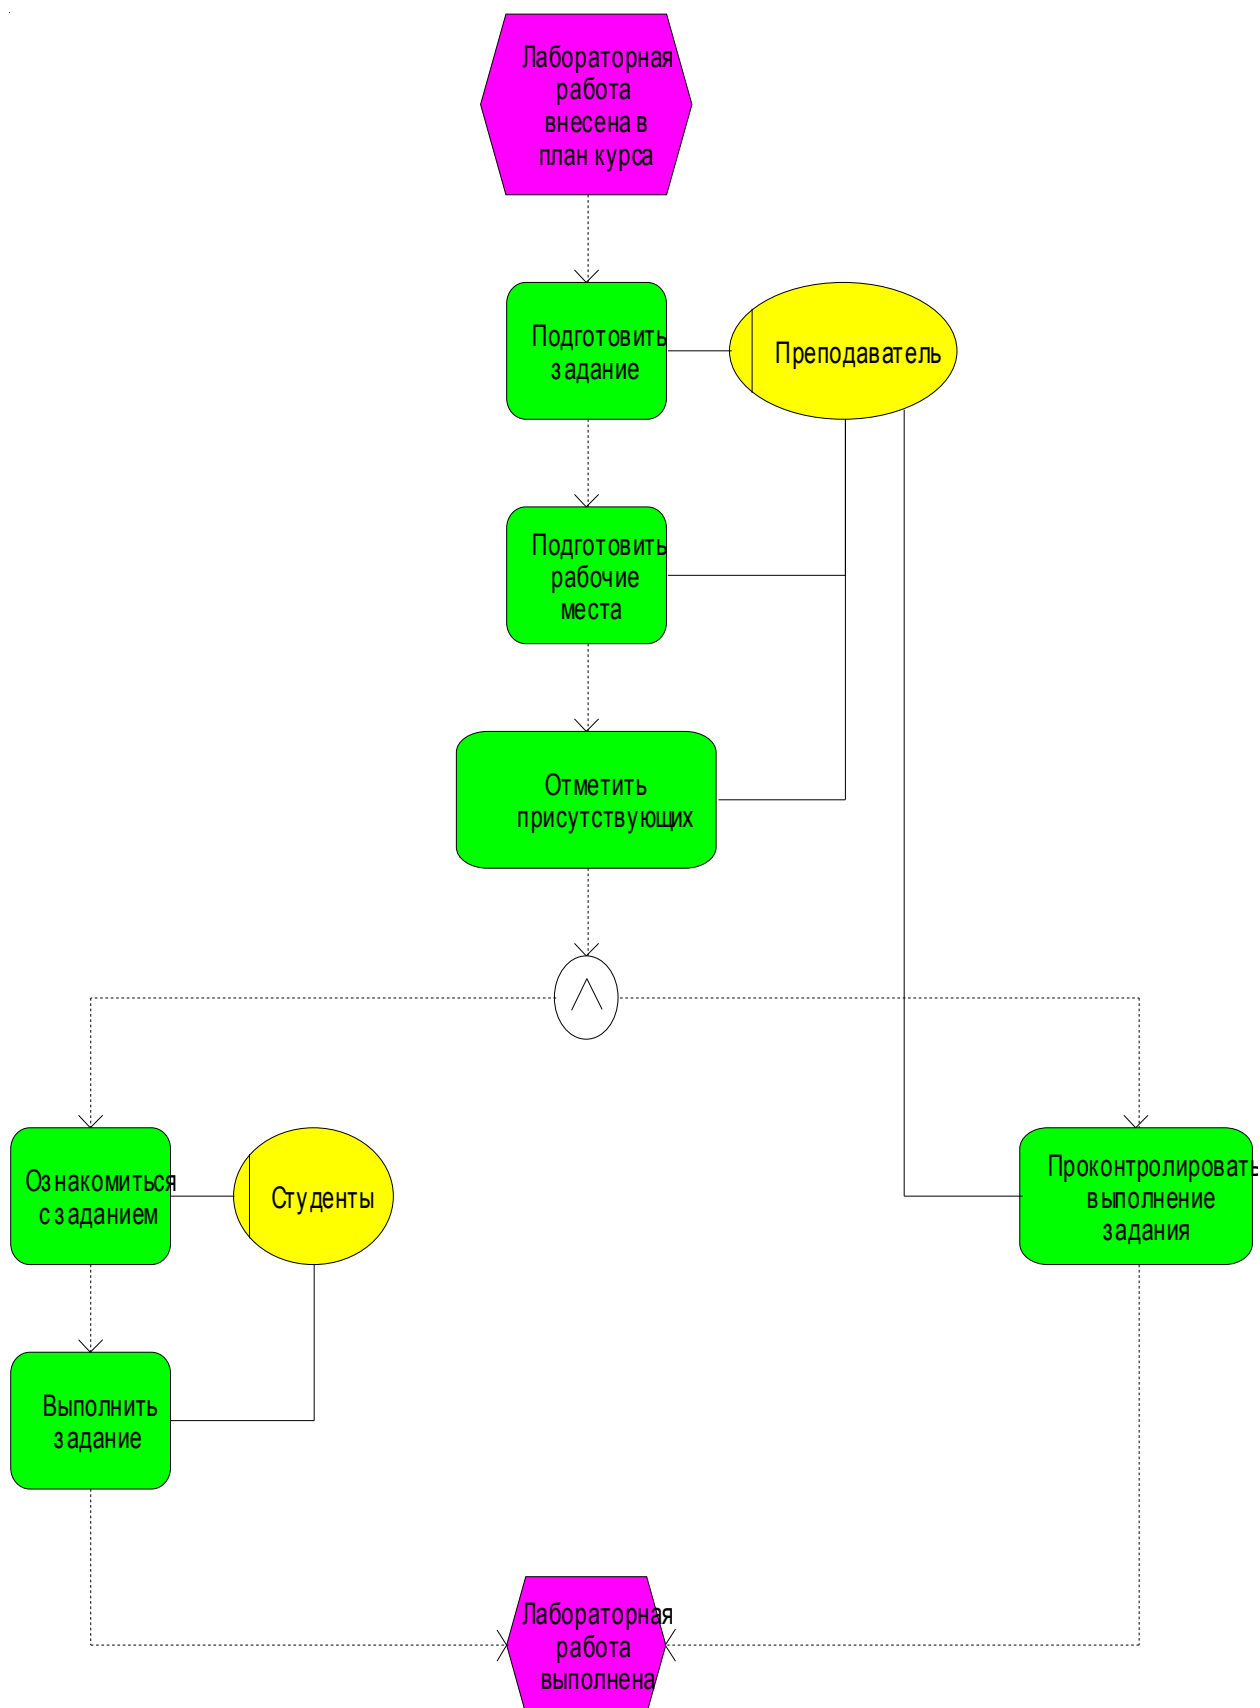 Лабораторная
работа
внесена в
план курса
Подготовить
задание
Преподаватель
Подготовить
рабочие
места
Отметить
присутствующих
Ознакомиться
с заданием
Студенты
Проконтролировать
выполнение
задания
Выполнить
задание
Лабораторная
работа
выполнена